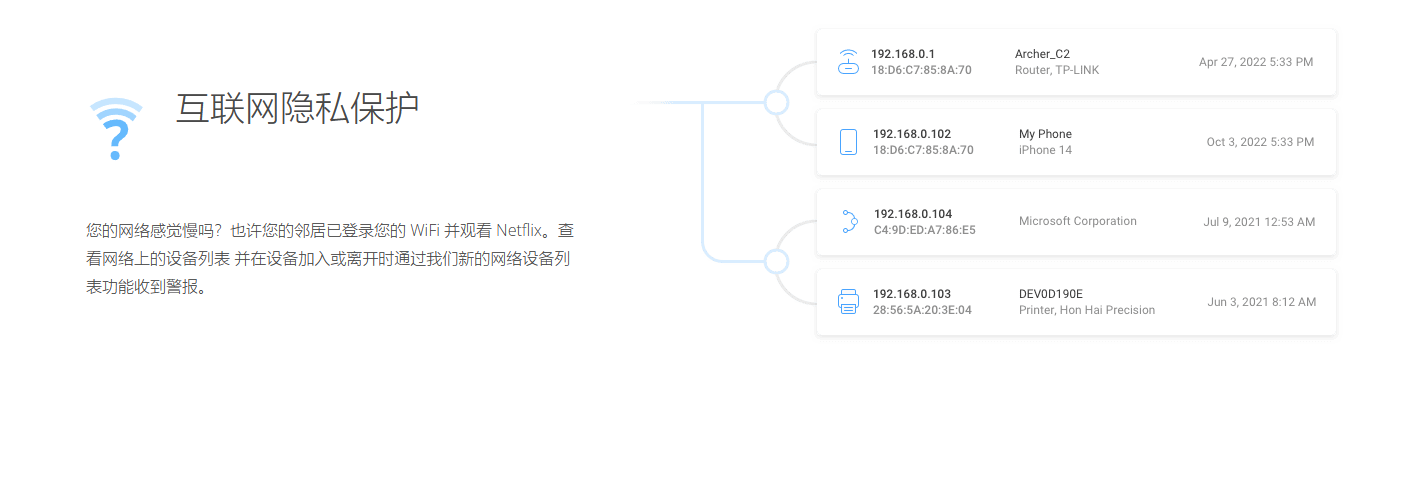 互联网隐私保护
您的网络感觉慢吗？也许您的邻居已登录您的 WiFi 并观看 Netflix。查
看网络上的设备列表 并在设备加入或离开时通过我们新的网络设备列
表功能收到警报。
192.168.0.1 Archer_C2
18:D6:C7:85:8A:70 Router, TP-LINK
Apr 27, 2022 5:33 PM
192.168.0.102 My Phone
18:D6:C7:85:8A:70 iPhone 14
Oct 3, 2022 5:33 PM
192.168.0.104
C4:9D:ED:A7:86:E5
Microsoft Corporation
Jul 9, 2021 12:53 AM
192.168.0.103 DEV0D190E
28:56:5A:20:3E:04 Printer, Hon Hai Precision
Jun 3, 2021 8:12 AM